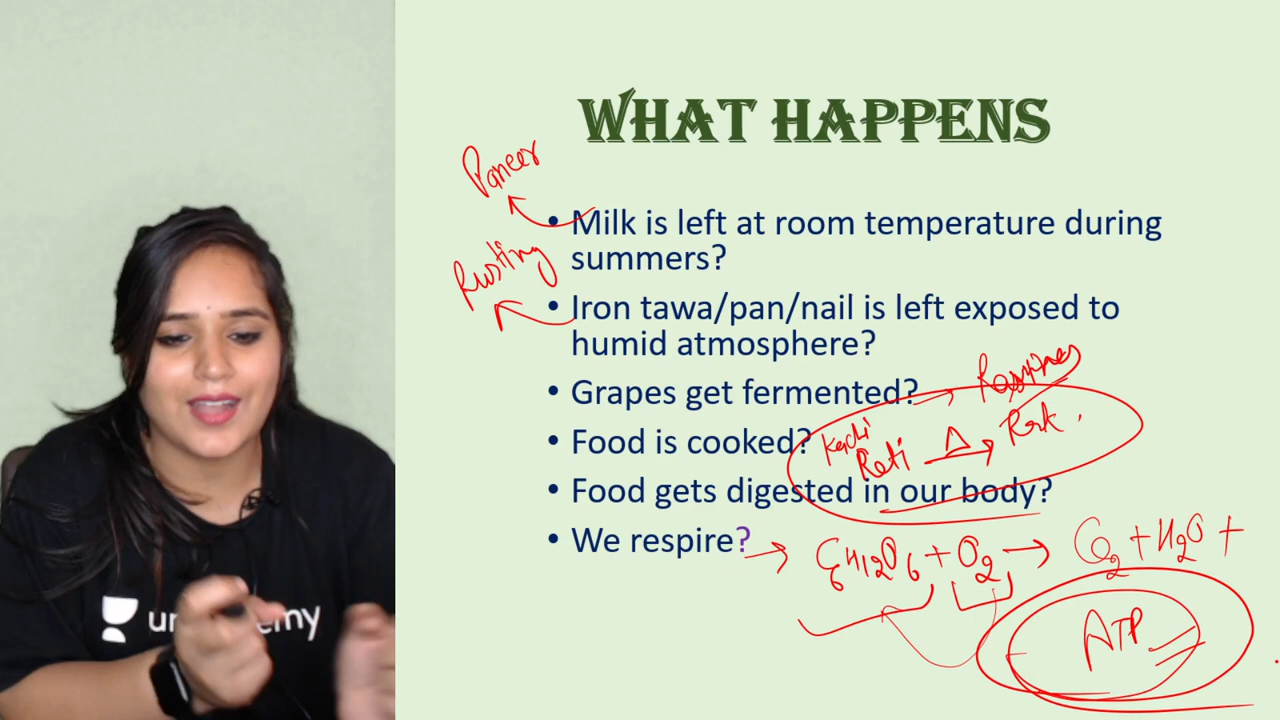 WHAT HAPPENS
Paneer
• Milk is left at room temperature during
summers?
Rusting
• Iron tawa/pan/nail is left exposed to
humid atmosphere?
• Grapes get fermented?
• Food is cooked? Kachi
Roti Δ →
• Food gets digested in our body?
• We respire? → C6H12O6 + O2 → CO2 + H2O +
ATP
unacademy